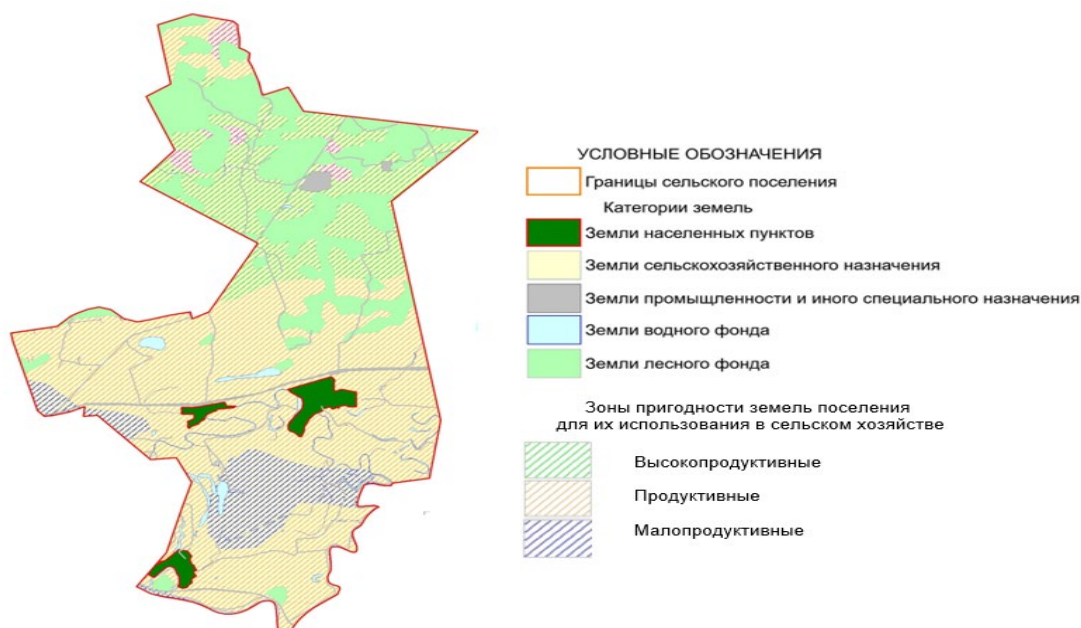 УСЛОВНЫЕ ОБОЗНАЧЕНИЯ
Границы сельского поселения
Категории земель
Земли населенных пунктов
Земли сельскохозяйственного назначения
Земли промыщленности и иного специального назначения
Земли водного фонда
Земли лесного фонда
Зоны пригодности земель поселения
для их использования в сельском хозяйстве
Высокопродуктивные
Продуктивные
Малопродуктивные